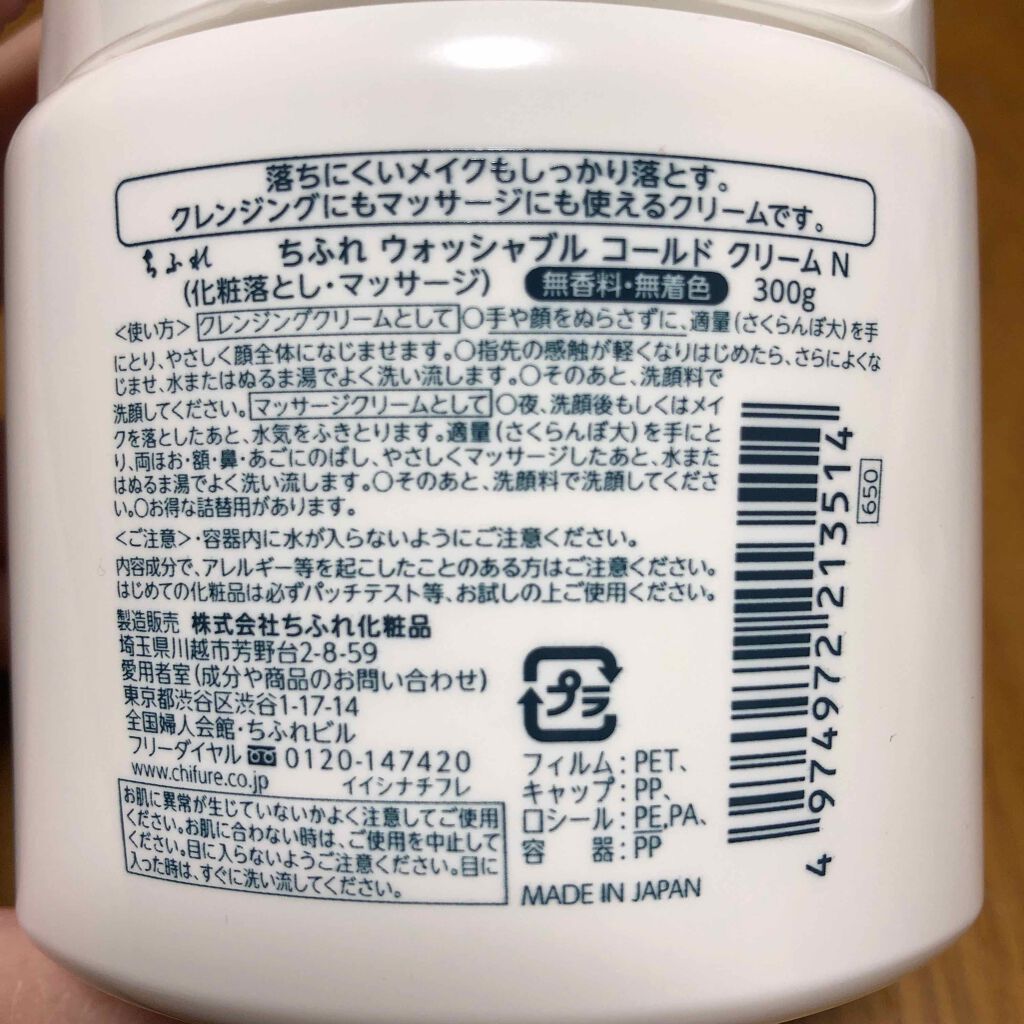 落ちにくいメイクもしっかり落とす。
クレンジングにもマッサージにも使えるクリームです。
ちふれ ちふれ ウォッシャブル コールド クリーム N
(化粧落とし・マッサージ) 無香料・無着色 300g
<使い方> クレンジングクリームとして 〇手や顔をぬらさずに、適量(さくらんぼ大)を手
にとり、やさしく顔全体になじませます。〇指先の感触が軽くなりはじめたら、さらによくな
じませ、水またはぬるま湯でよく洗い流します。〇そのあと、洗顔料で
洗顔してください。 マッサージクリームとして 〇夜、洗顔後もしくはメイ
クを落としたあと、水気をふきとります。適量(さくらんぼ大)を手にと
り、両ほお・額・鼻・あごにのばし、やさしくマッサージしたあと、水また
はぬるま湯でよく洗い流します。〇そのあと、洗顔料で洗顔してくださ
い。〇お得な詰替用があります。
<ご注意>・容器内に水が入らないようにご注意ください。
内容成分で、アレルギー等を起こしたことのある方はご注意ください。
はじめての化粧品は必ずパッチテスト等、お試しの上ご使用ください。
製造販売 株式会社ちふれ化粧品
埼玉県川越市芳野台2-8-59
愛用者室(成分や商品のお問い合わせ)
東京都渋谷区渋谷1-17-14
全国婦人会館・ちふれビル
フリーダイヤル 0120-147420
www.chifure.co.jp イイシナチフレ
お肌に異常が生じていないかよく注意してご使用
ください。お肌に合わない時は、ご使用を中止して
ください。目に入らないようご注意ください。目に
入った時は、すぐに洗い流してください。
プラ
フィルム:PET、
キャップ:PP、
口シール:PE,PA、
容 器:PP
MADE IN JAPAN
4 974972 213514
650